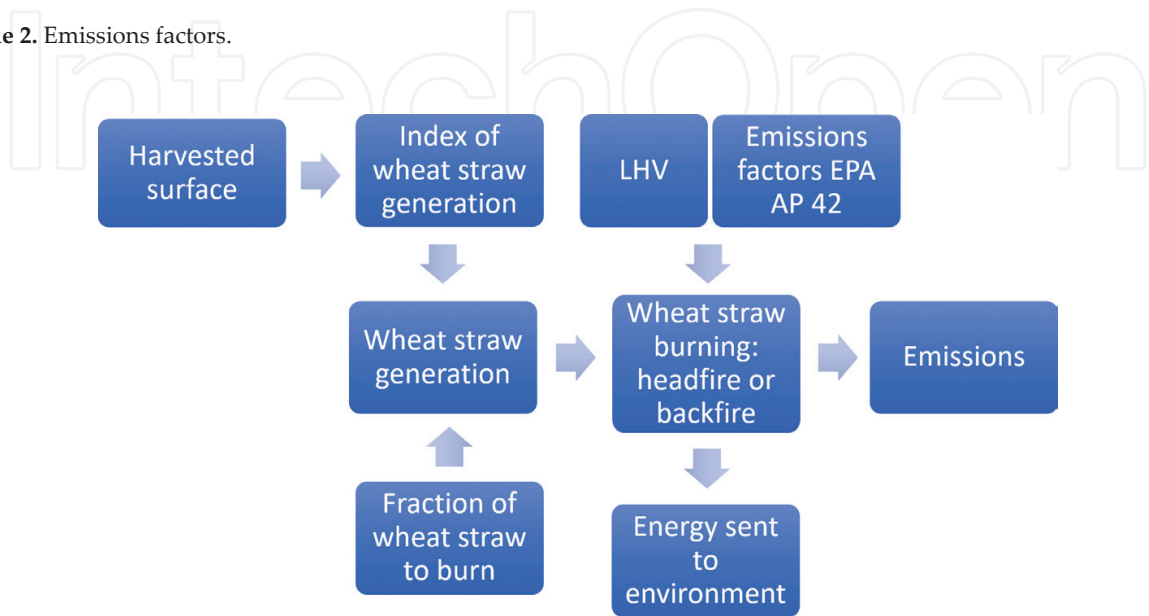 e 2. Emissions factors.
IntechOpen
Harvested
surface
Index of
wheat straw
generation
LHV
Emissions
factors EPA
AP 42
Wheat straw
generation
Wheat straw
burning:
headfire or
backfire
Emissions
Fraction of
wheat straw
to burn
Energy sent
to
environment